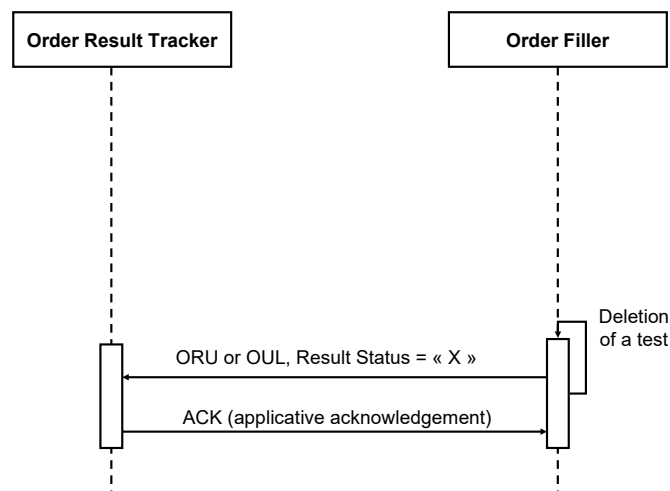 Order Result Tracker
Order Filler
Deletion
of a test
ORU or OUL, Result Status = « X »
ACK (applicative acknowledgement)